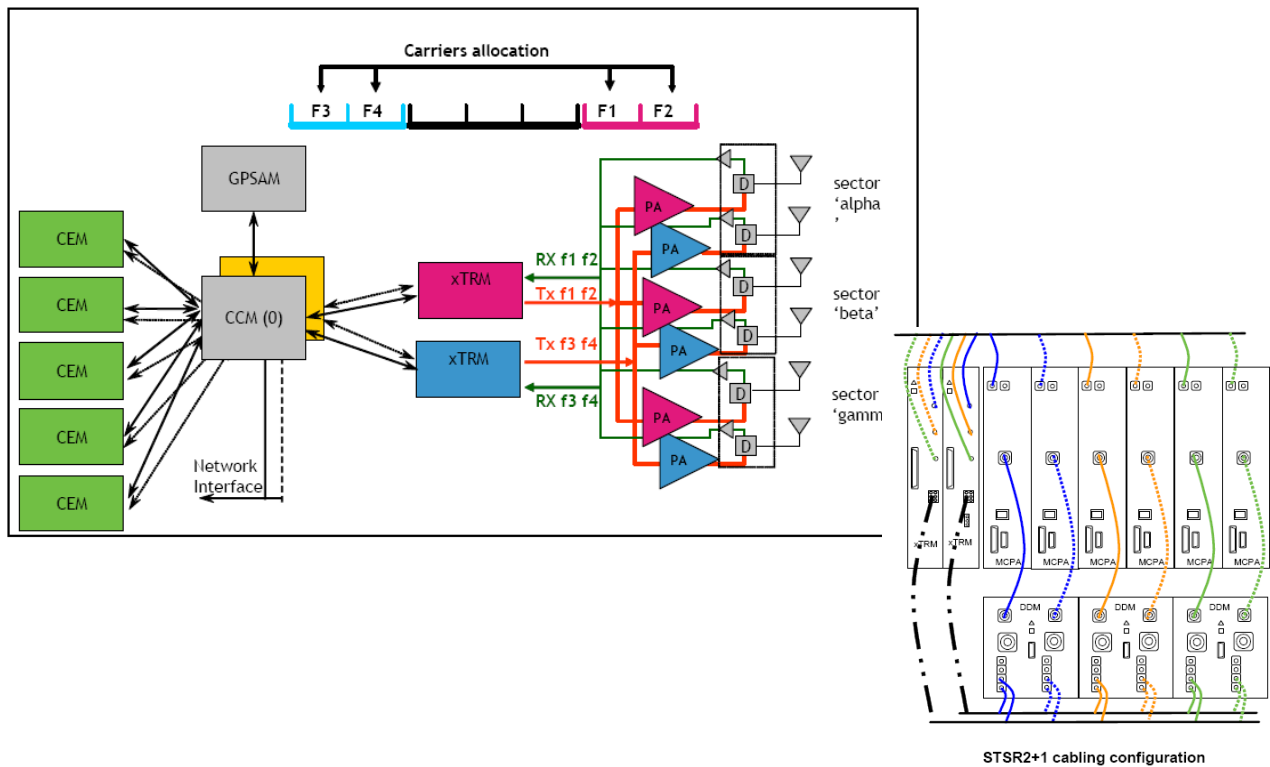 Carriers allocation
F3 F4 F1 F2
GPSAM
CEM
CEM
CEM
CEM
CEM
CCM (0)
Network
Interface
xTRM
xTRM
RX f1 f2
Tx f1 f2
Tx f3 f4
RX f3 f4
PA
PA
PA
PA
PA
PA
D
D
D
D
D
D
sector
‘alpha
’
sector
‘beta’
sector
‘gamm
xTRM
xTRM
MCPA
MCPA
MCPA
MCPA
MCPA
MCPA
DDM
DDM
DDM
STSR2+1 cabling configuration